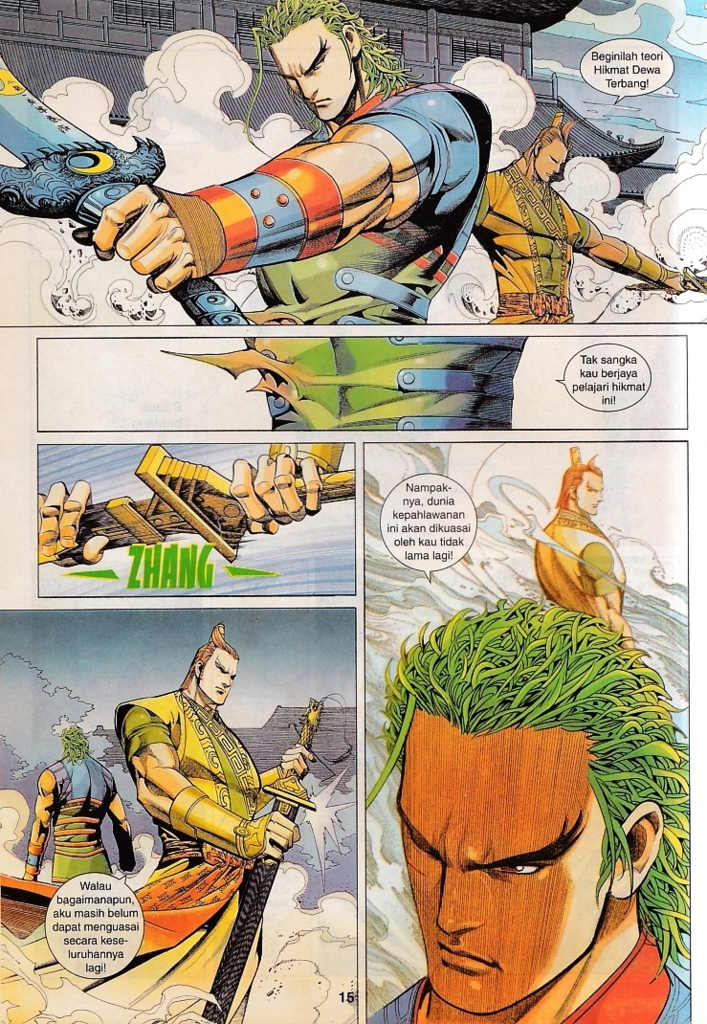 Beginilah teori
Hikmat Dewa
Terbang!
Tak sangka
kau berjaya
pelajari hikmat
ini!
ZHANG
Nampak-
nya, dunia
kepahlawanan
ini akan dikuasai
oleh kau tidak
lama lagi!
Walau
bagaimanapun,
aku masih belum
dapat menguasai
secara kese-
luruhannya
lagi!
15